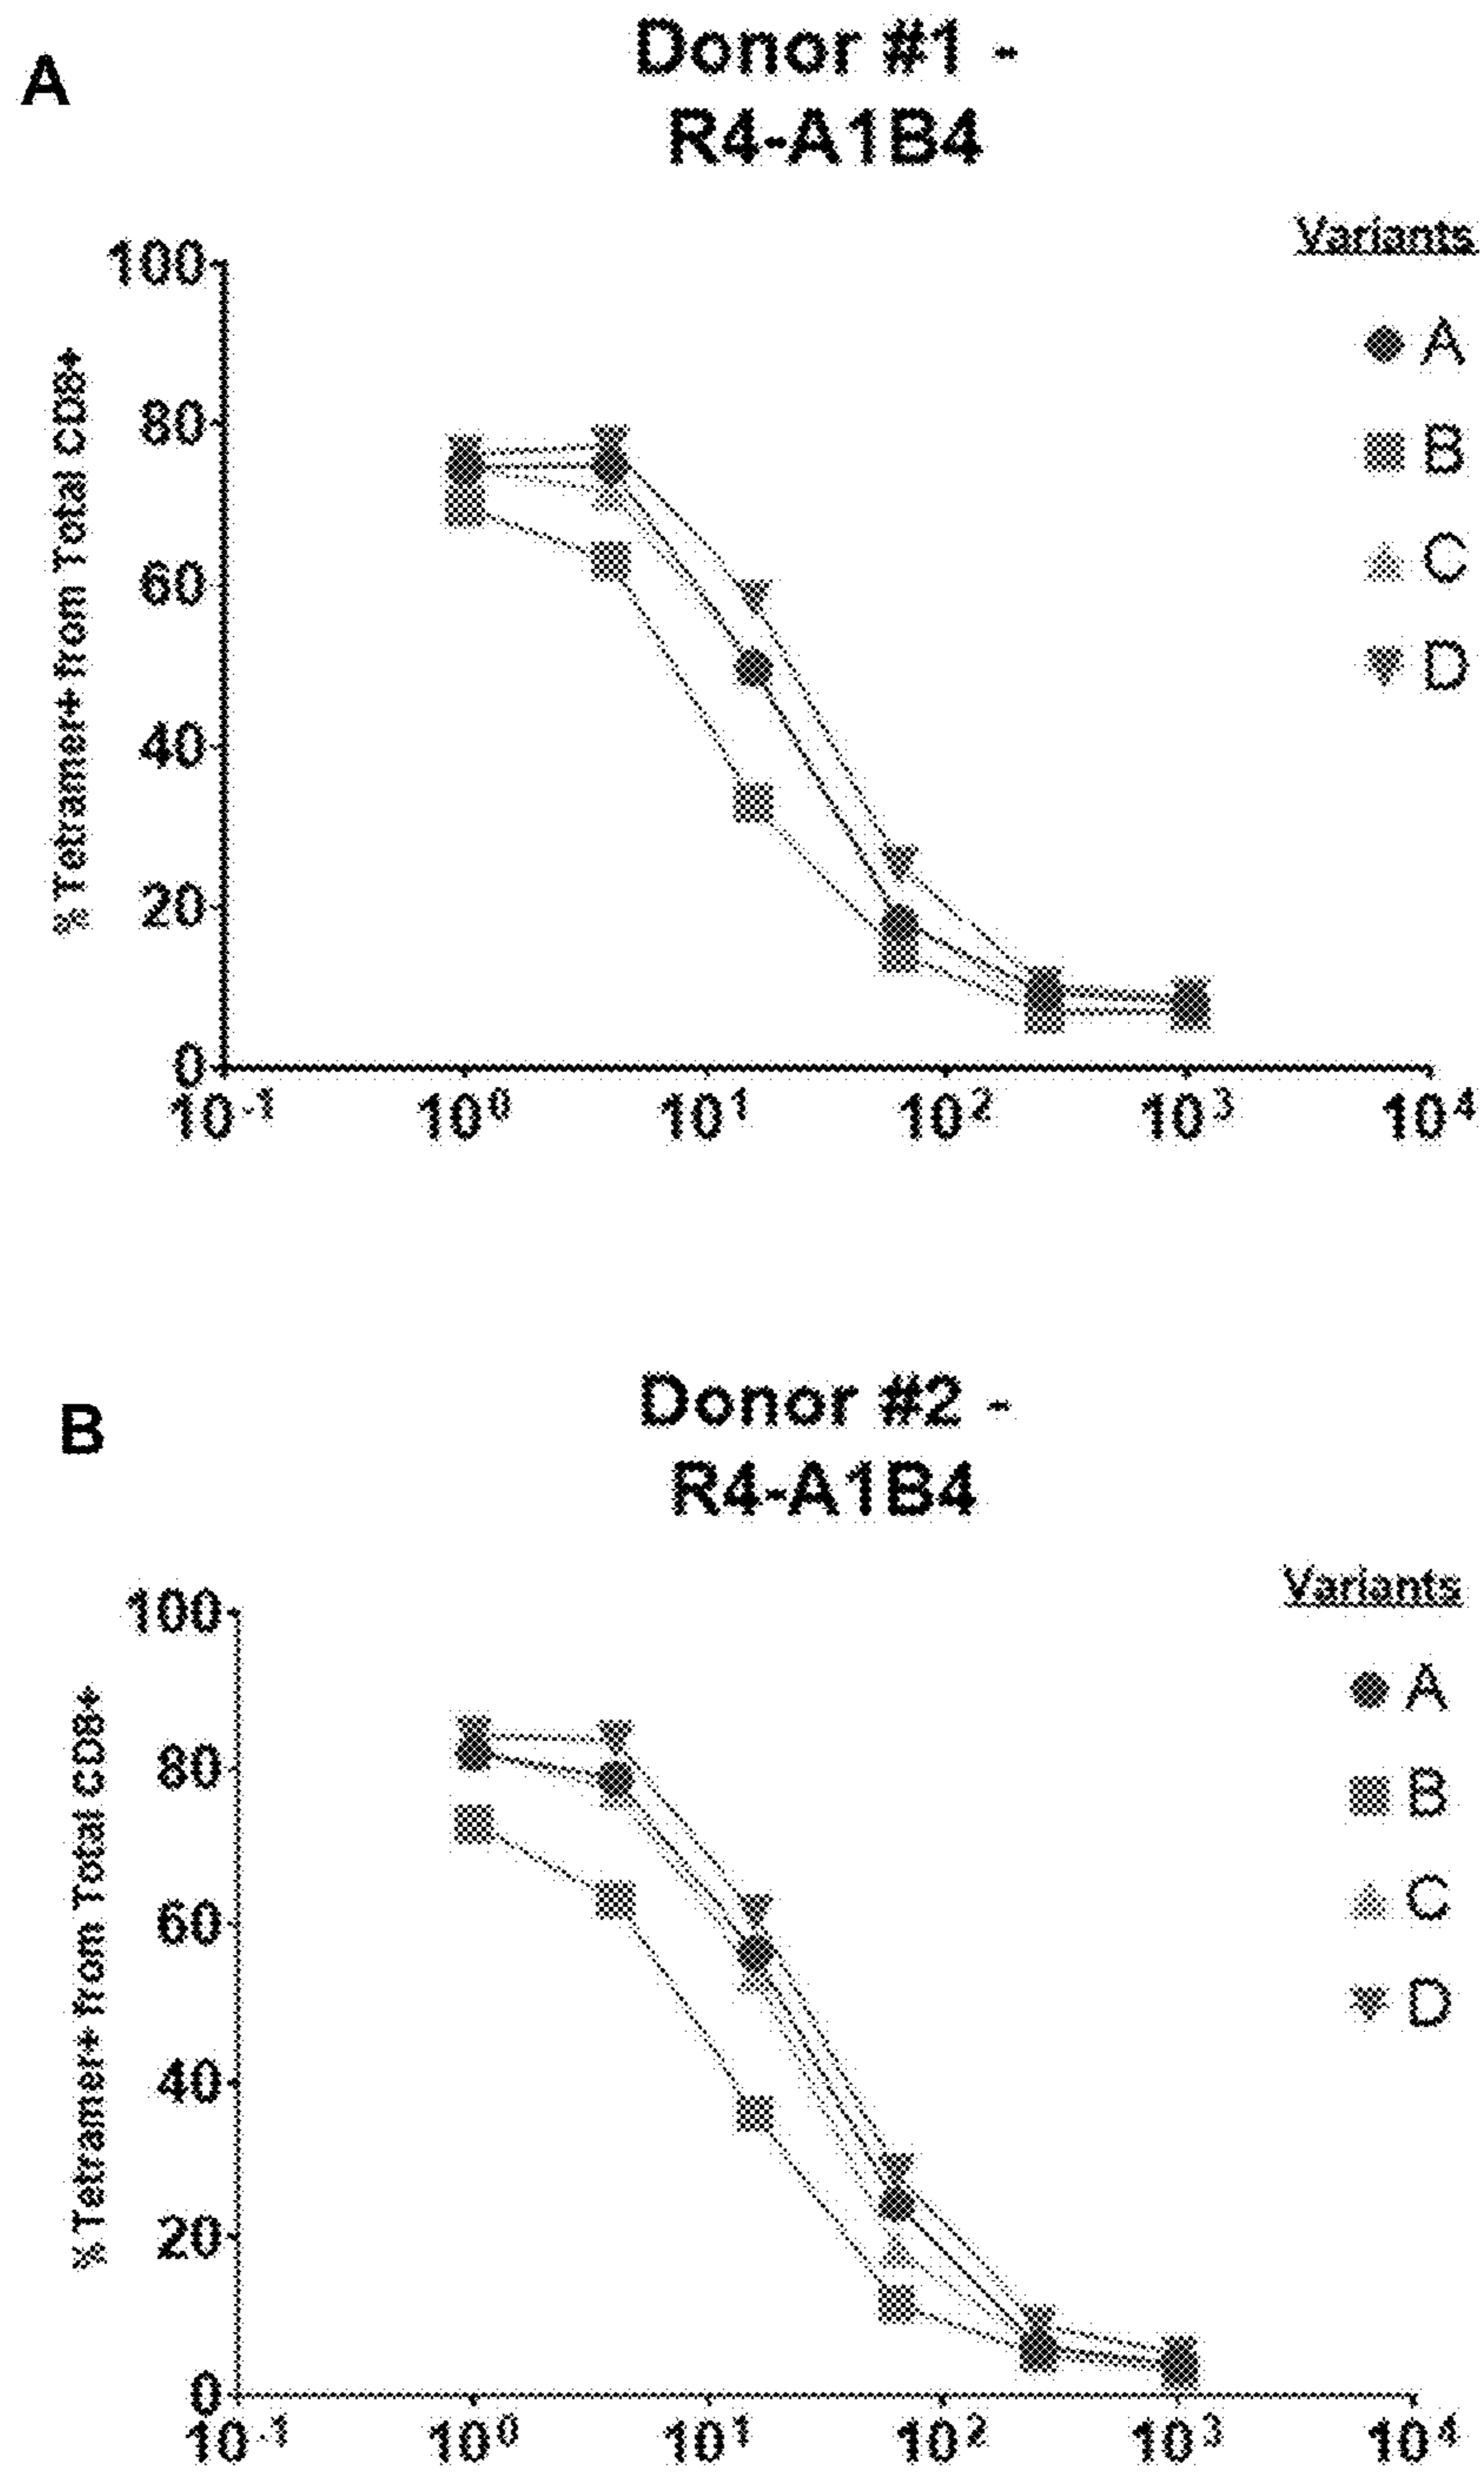 A
Donor #1 -
R4-A1B4
Variants
A
B
C
D
% Tetramer+ from Total CD8+
100
80
60
40
20
0
10-1 100 101 102 103 104
B
Donor #2 -
R4-A1B4
Variants
A
B
C
D
% Tetramer+ from Total CD8+
100
80
60
40
20
0
10-1 100 101 102 103 104